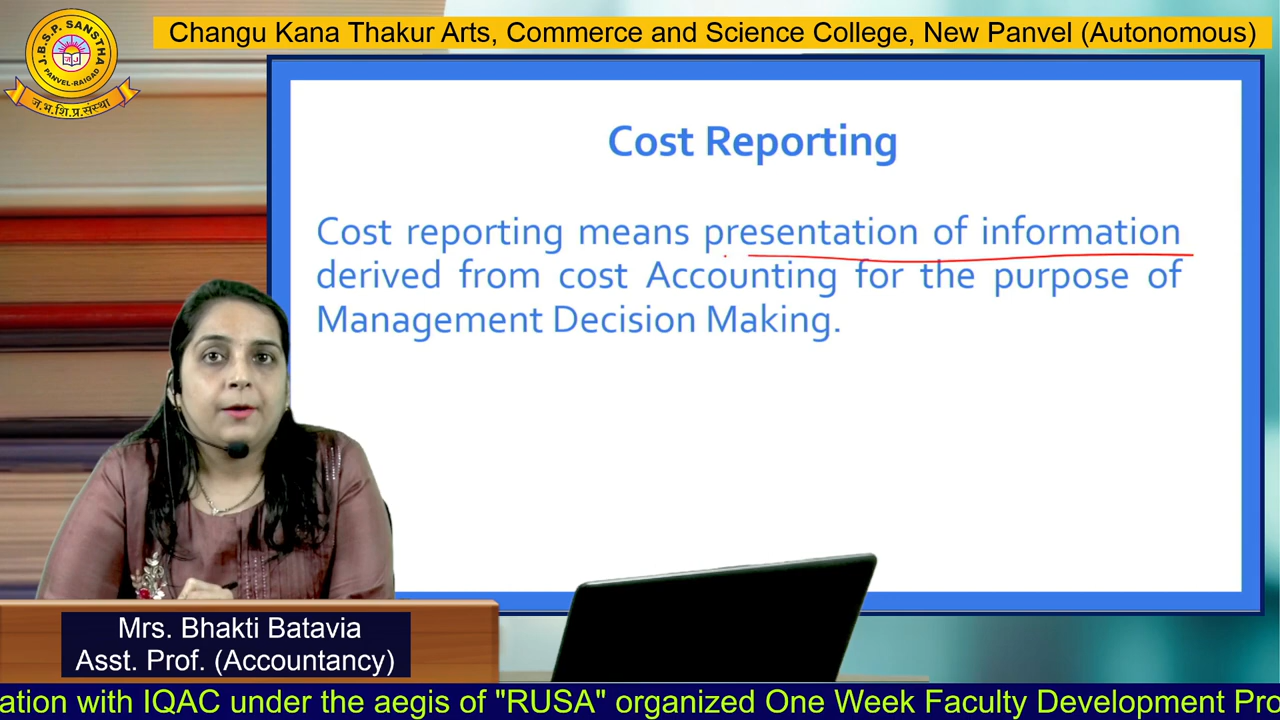 J.B.S.P. SANSTHA
PANVEL-RAIGAD
ज.भ.शि.प्र.संस्था
Changu Kana Thakur Arts, Commerce and Science College, New Panvel (Autonomous)
Cost Reporting
Cost reporting means presentation of information
derived from cost Accounting for the purpose of
Management Decision Making.
Mrs. Bhakti Batavia
Asst. Prof. (Accountancy)
ation with IQAC under the aegis of "RUSA" organized One Week Faculty Development Pro